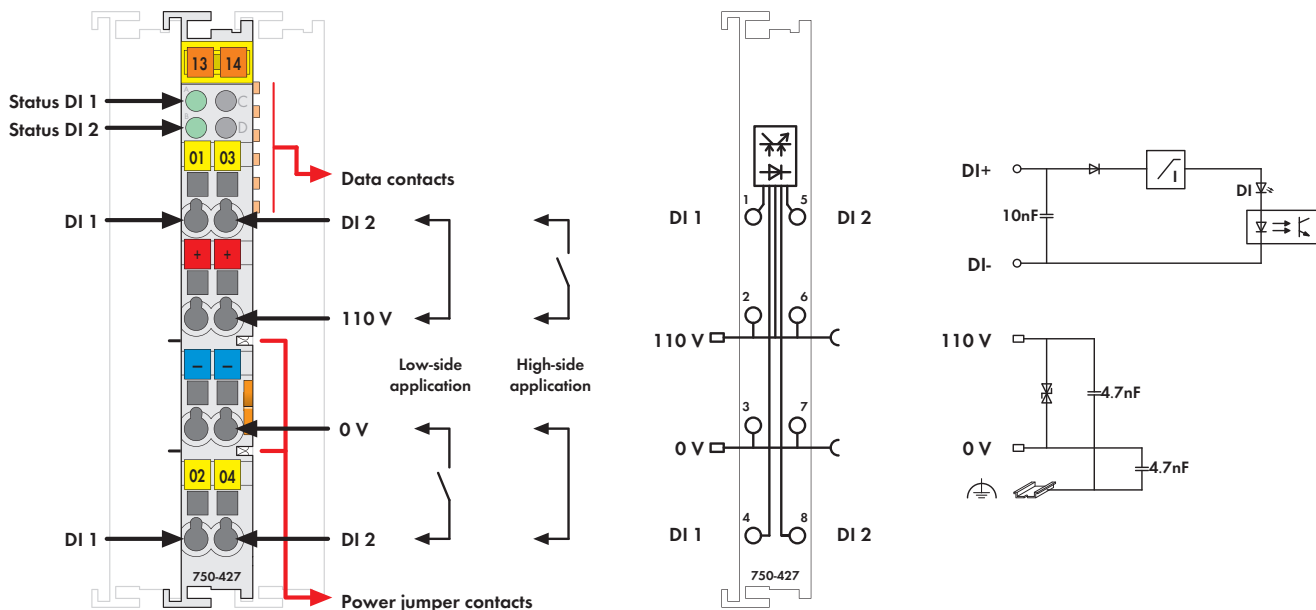 13 14
A
C
Status DI 1
B
D
Status DI 2
01 03
Data contacts
DI 1
DI 2
+ +
110 V
Low-side
application
High-side
application
− −
0 V
02 04
DI 1
DI 2
750-427
Power jumper contacts
1 5
DI 1
DI 2
2 6
110 V
3 7
0 V
4 8
DI 1
DI 2
750-427
DI+
I
DI
10nF
DI-
110 V
4.7nF
0 V
4.7nF